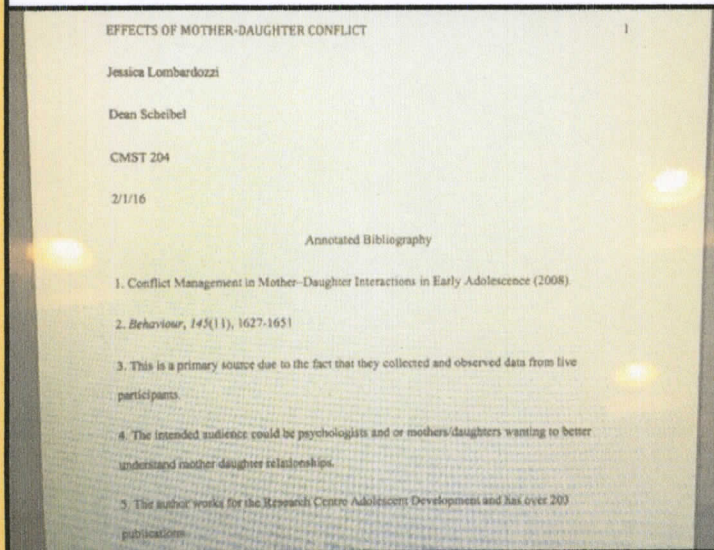 EFFECTS OF MOTHER-DAUGHTER CONFLICT 1
Jessica Lombardozzi
Dean Scheibel
CMST 204
2/1/16
Annotated Bibliography
1. Conflict Management in Mother–Daughter Interactions in Early Adolescence (2008)
2. Behaviour, 145(11), 1627-1651
3. This is a primary source due to the fact that they collected and observed data from live
participants.
4. The intended audience could be psychologists and or mothers/daughters wanting to better
understand mother daughter relationships.
5. The author works for the Research Centre Adolescent Development and has over 203
publications